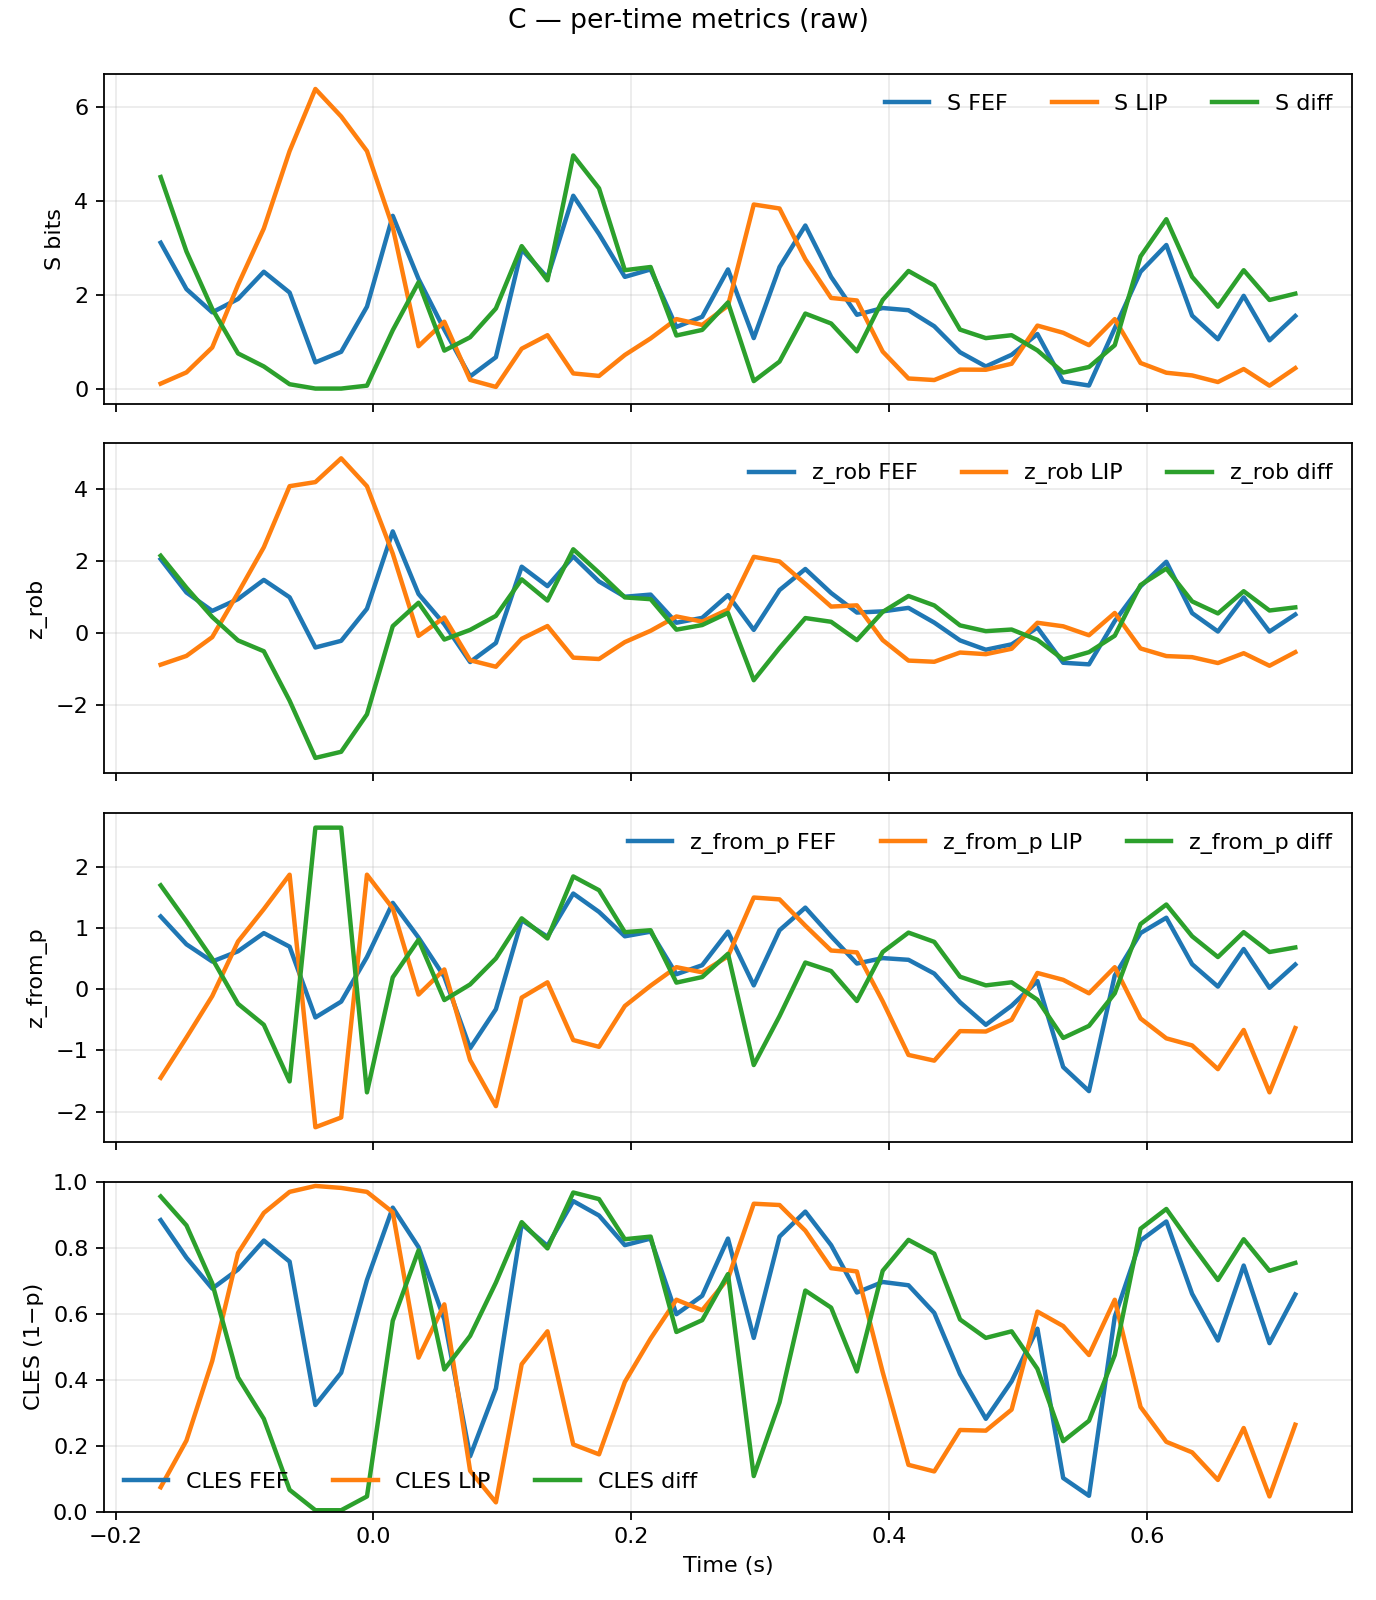 C — per-time metrics (raw)
S FEF S LIP S diff
6
4
2
0
S bits
z_rob FEF z_rob LIP z_rob diff
4
2
0
−2
z_rob
z_from_p FEF z_from_p LIP z_from_p diff
2
1
0
−1
−2
z_from_p
1.0
0.8
0.6
0.4
0.2
0.0
CLES (1−p)
CLES FEF CLES LIP CLES diff
−0.2 0.0 0.2 0.4 0.6
Time (s)